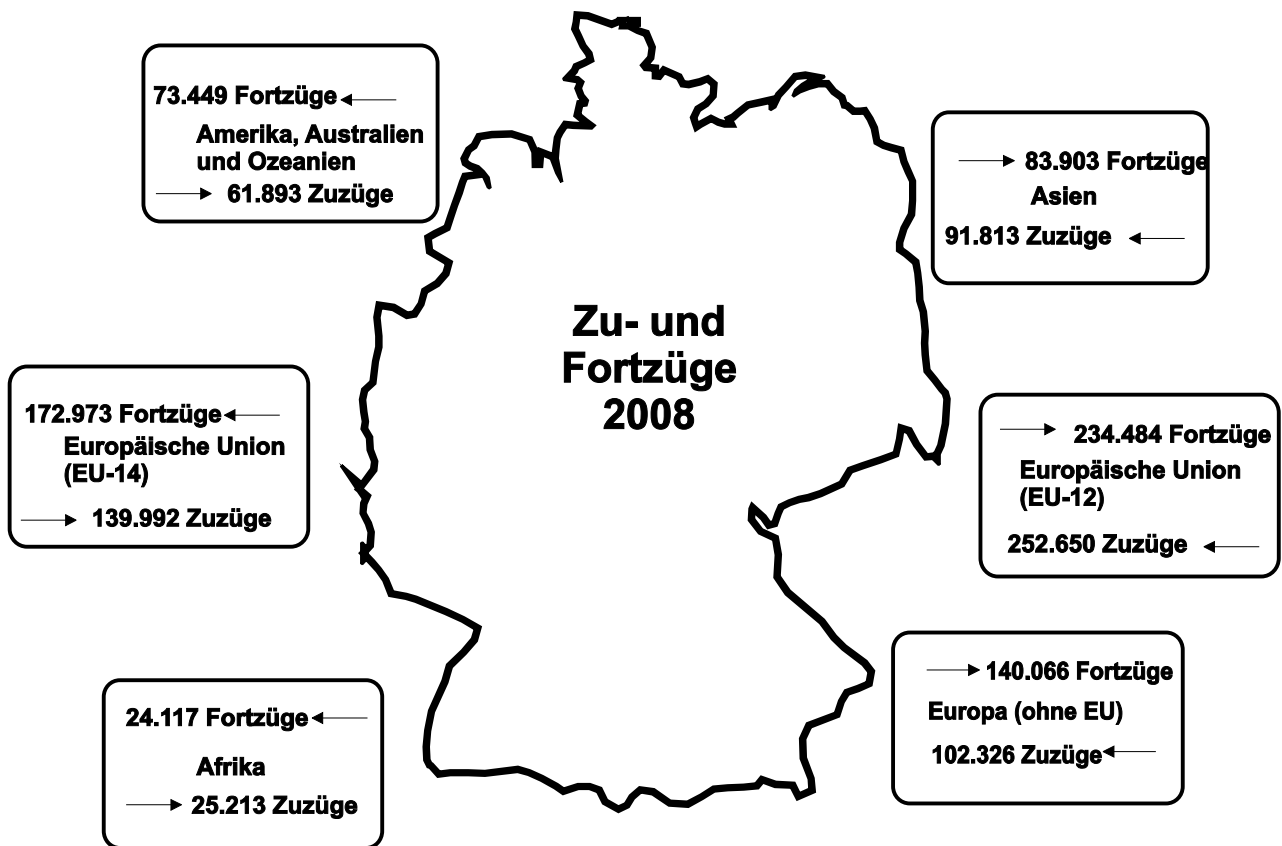 73.449 Fortzüge
Amerika, Australien
und Ozeanien
61.893 Zuzüge
83.903 Fortzüge
Asien
91.813 Zuzüge
Zu- und
Fortzüge
2008
172.973 Fortzüge
Europäische Union
(EU-14)
139.992 Zuzüge
234.484 Fortzüge
Europäische Union
(EU-12)
252.650 Zuzüge
24.117 Fortzüge
Afrika
25.213 Zuzüge
140.066 Fortzüge
Europa (ohne EU)
102.326 Zuzüge